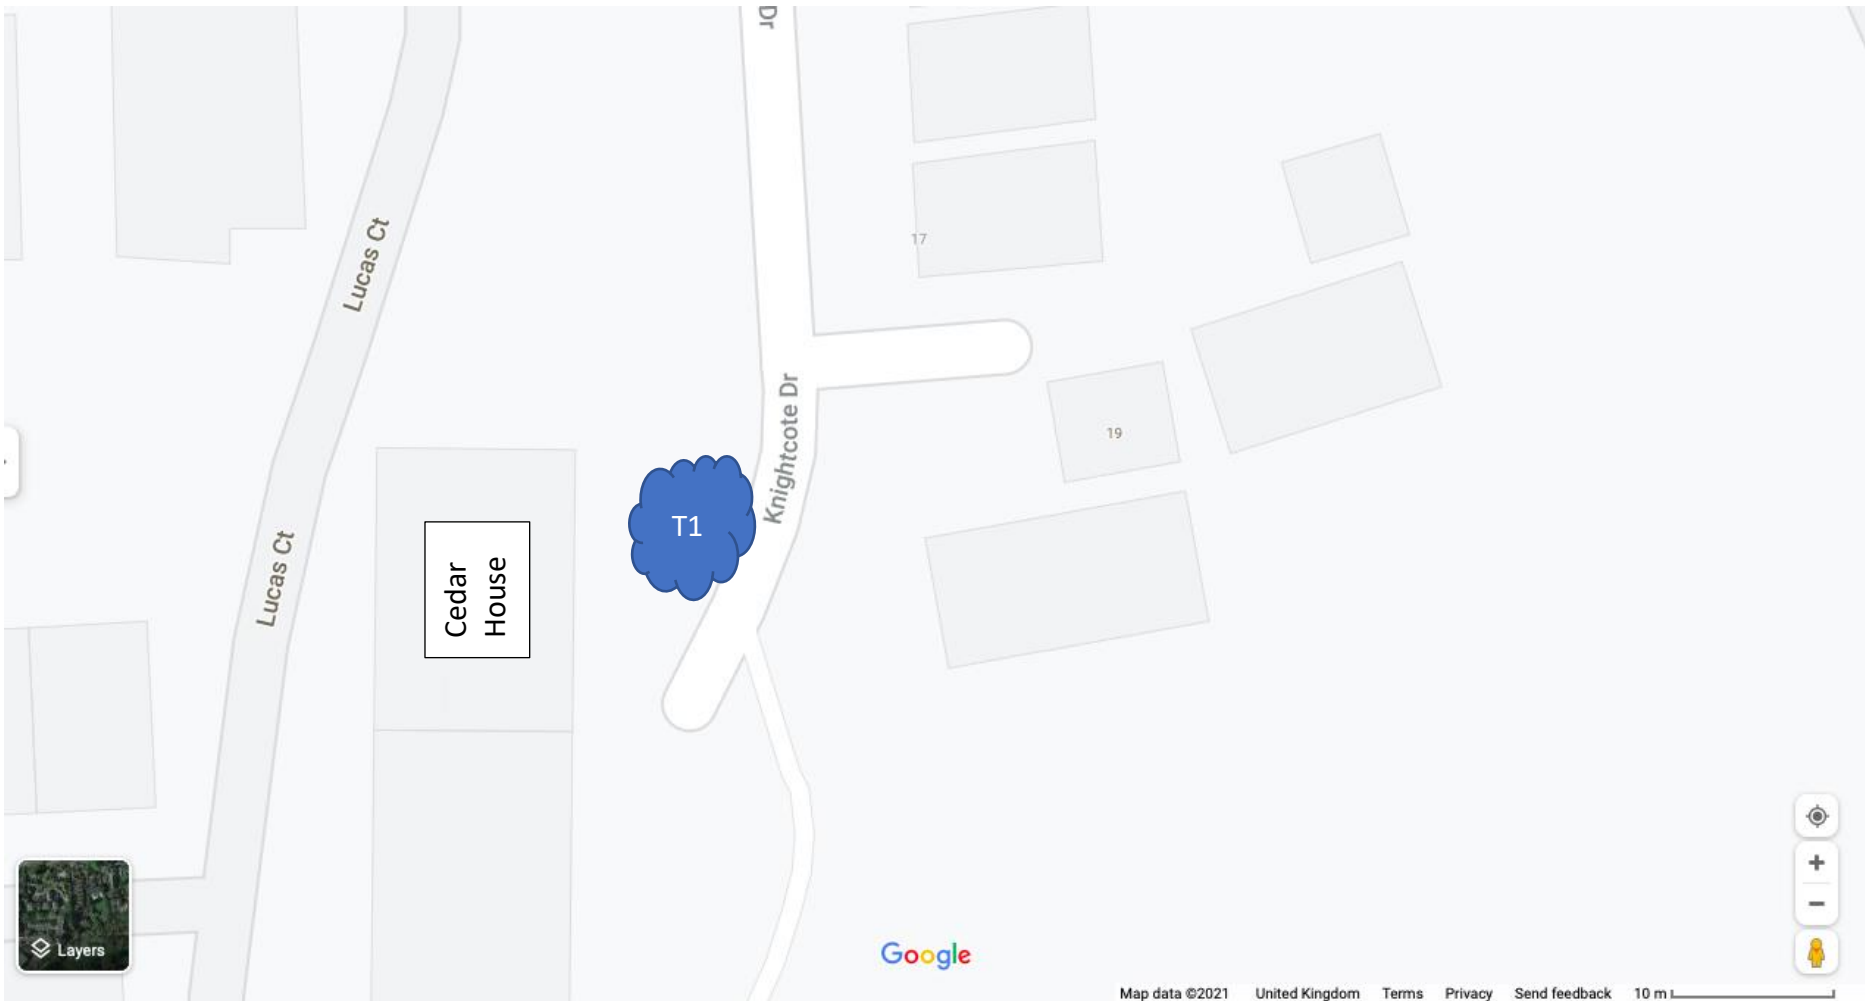 Dr
Lucas Ct
17
Knightcote Dr
19
T1
Cedar
House
Lucas Ct
Layers
Google
Map data ©2021 United Kingdom Terms Privacy Send feedback 10 m